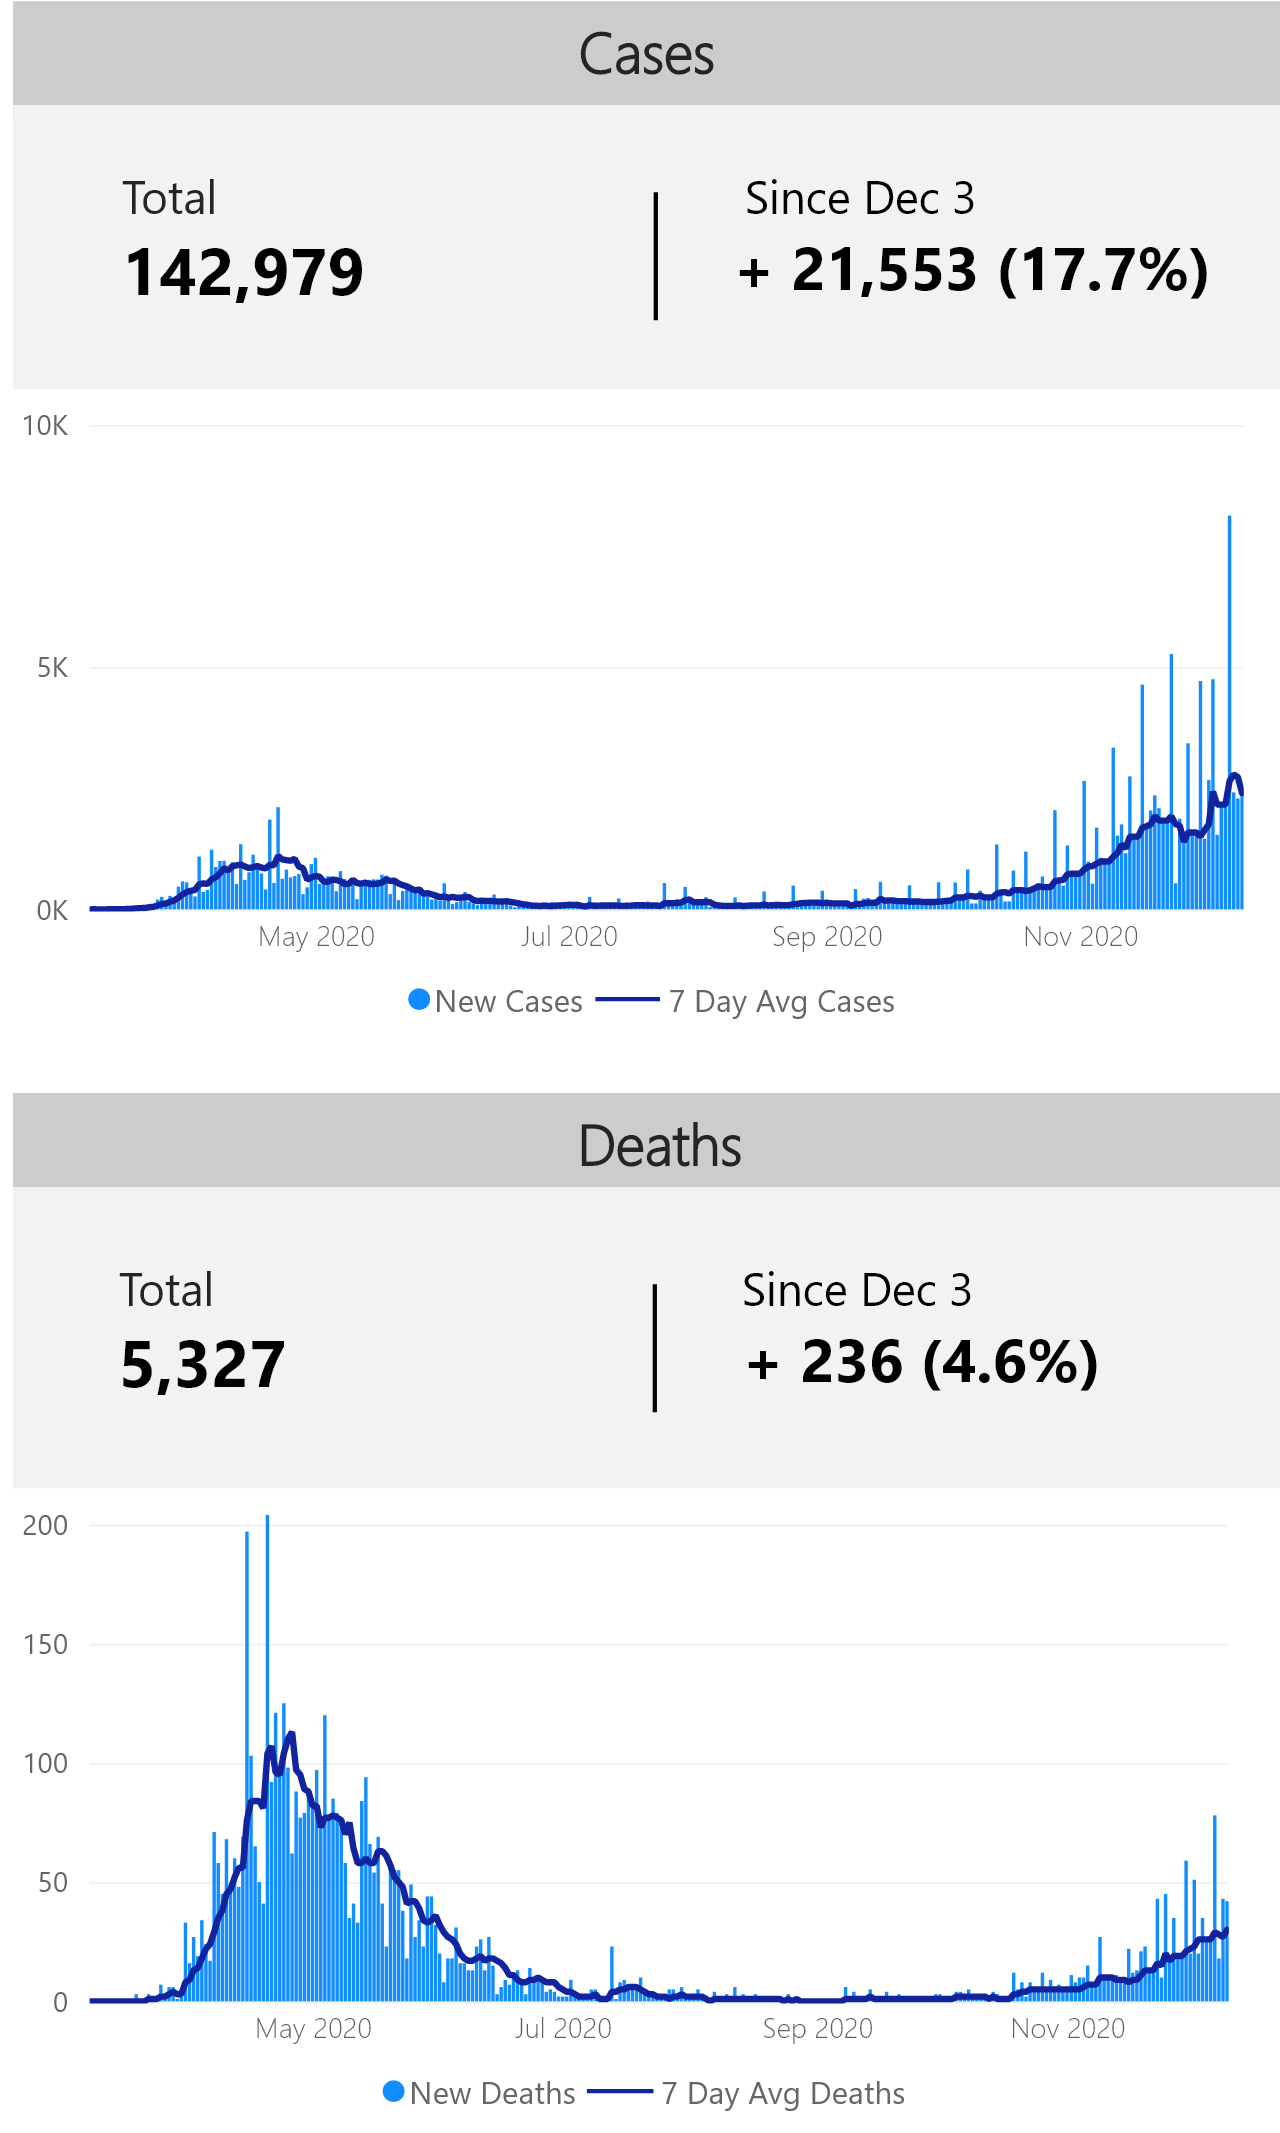 Cases
Total
Since Dec 3
142,979
+ 21,553 (17.7%)
10K
5K
0K
May 2020
Jul 2020
Sep 2020
Nov 2020
New Cases
7 Day Avg Cases
Deaths
Total
Since Dec 3
5,327
+ 236 (4.6%)
200
150
100
50
0
May 2020
Jul 2020
Sep 2020
Nov 2020
New Deaths
7 Day Avg Deaths